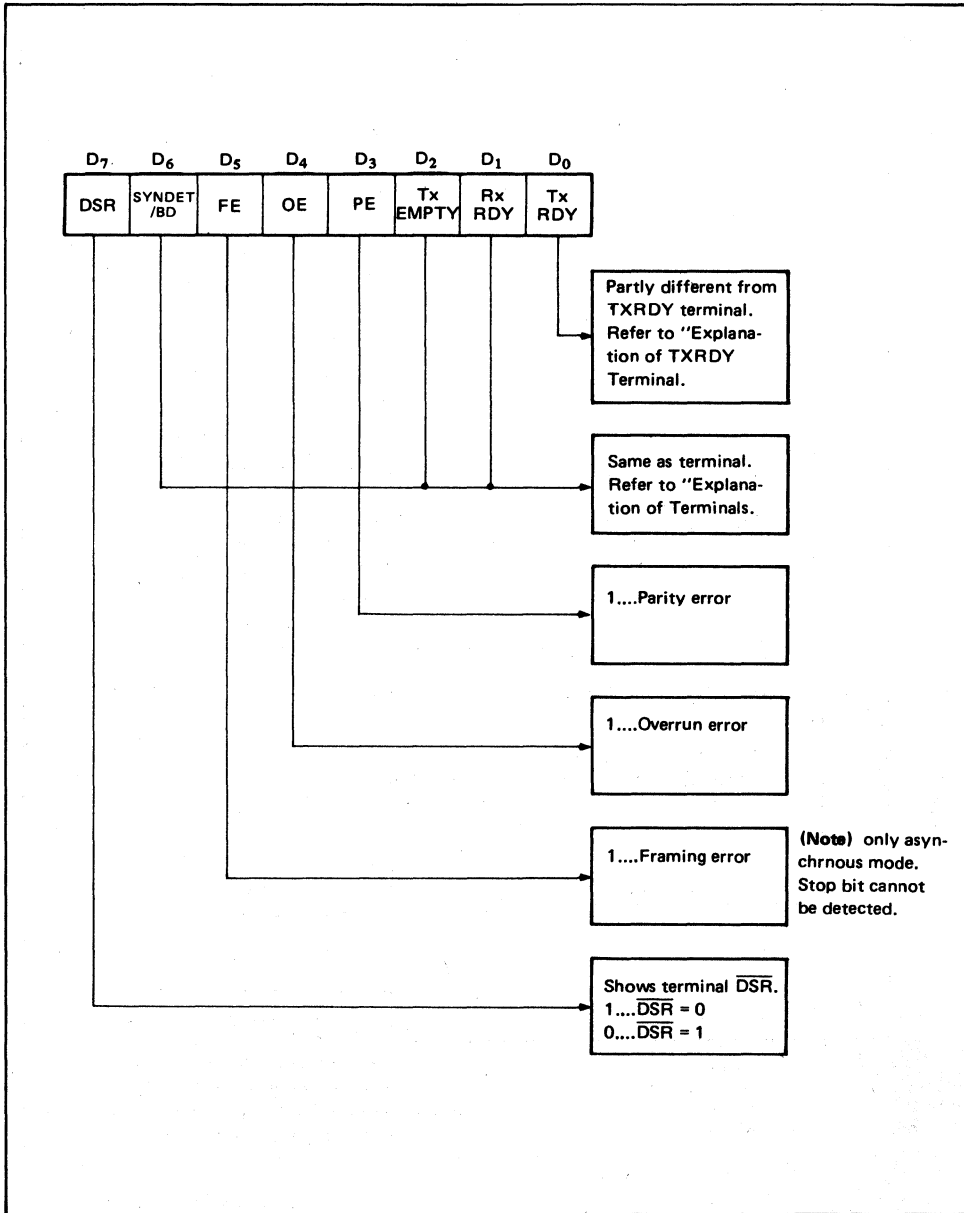 D7 D6 D5 D4 D3 D2 D1 D0
DSR SYNDET/BD FE OE PE Tx EMPTY Rx RDY Tx RDY
Partly different from
TXRDY terminal.
Refer to "Explana-
tion of TXRDY
Terminal.
Same as terminal.
Refer to "Explana-
tion of Terminals.
1....Parity error
1....Overrun error
1....Framing error
(Note) only asyn-
chrnous mode.
Stop bit cannot
be detected.
Shows terminal D̅S̅R̅.
1....D̅S̅R̅ = 0
0....D̅S̅R̅ = 1